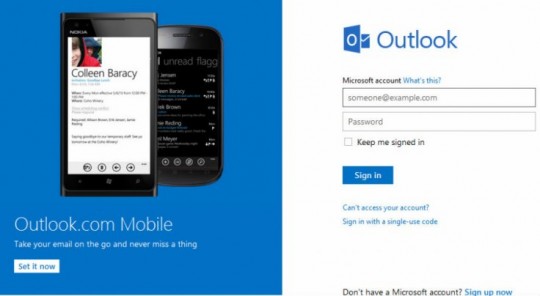 NOKIA
Colleen Baracy
unread flagg
Outlook.com Mobile
Take your email on the go and never miss a thing
Set it now
Outlook
Microsoft account What's this?
someone@example.com
Password
Keep me signed in
Sign in
Can't access your account?
Sign in with a single-use code
Don't have a Microsoft account? Sign up now